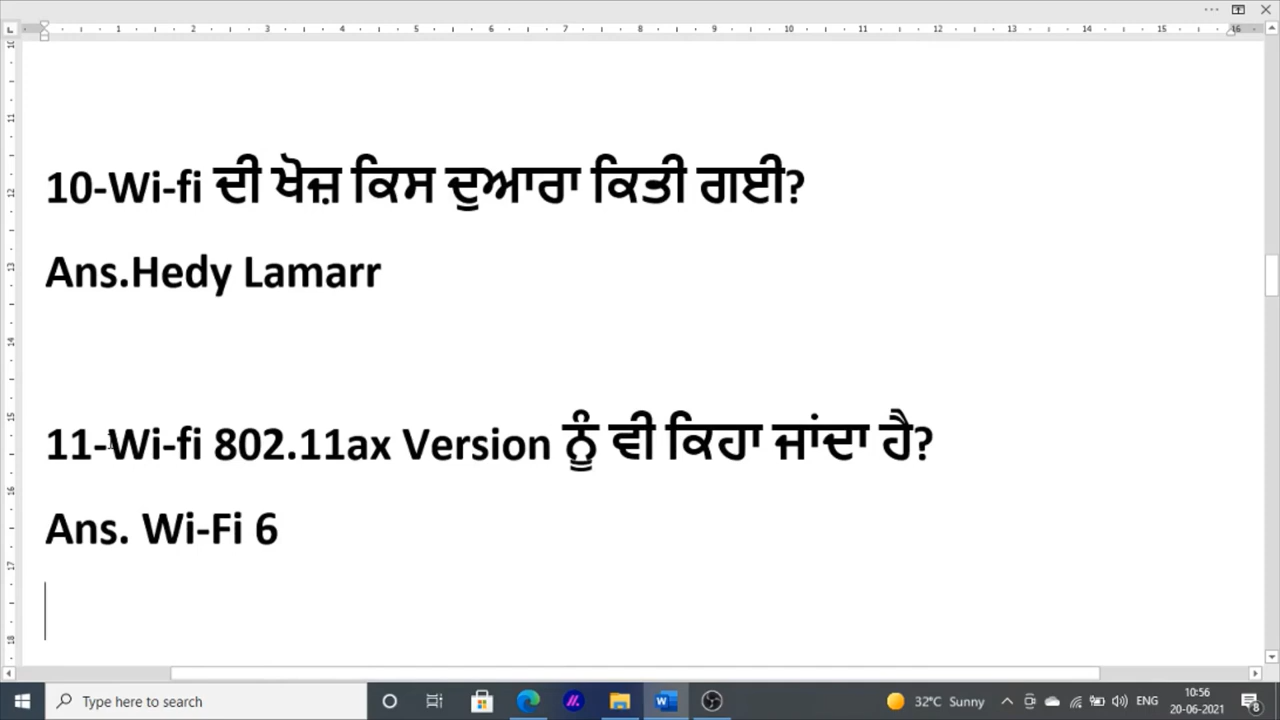 10-Wi-fi ਦੀ ਖੋਜ਼ ਕਿਸ ਦੁਆਰਾ ਕਿਤੀ ਗਈ?
Ans.Hedy Lamarr
11-Wi-fi 802.11ax Version ਨੂੰ ਵੀ ਕਿਹਾ ਜਾਂਦਾ ਹੈ?
Ans. Wi-Fi 6
Type here to search
32°C Sunny
ENG
10:56
20-06-2021
8